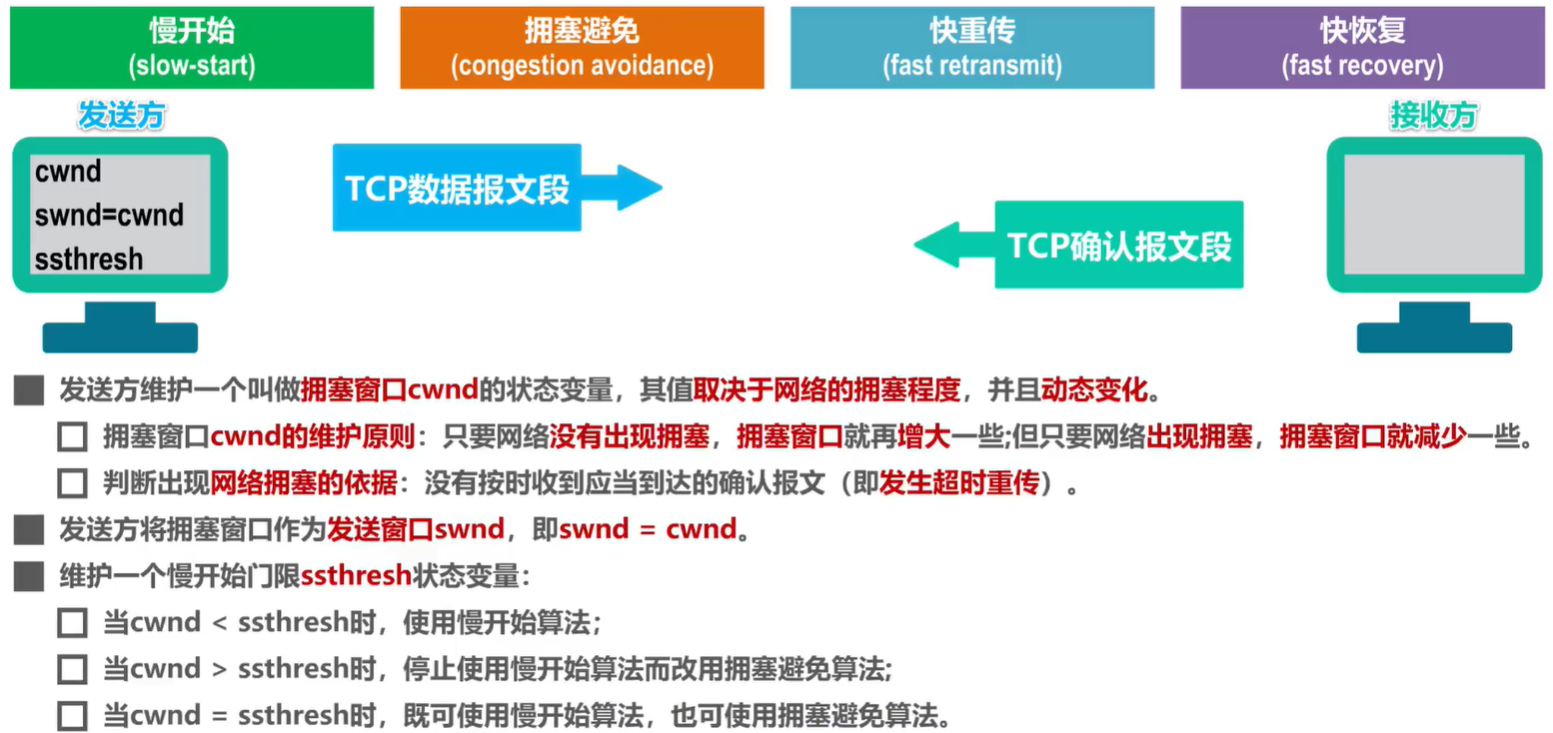 慢开始
(slow-start)
拥塞避免
(congestion avoidance)
快重传
(fast retransmit)
快恢复
(fast recovery)
发送方
接收方
cwnd
swnd=cwnd
ssthresh
TCP数据报文段
TCP确认报文段
发送方维护一个叫做拥塞窗口cwnd的状态变量，其值取决于网络的拥塞程度，并且动态变化。
拥塞窗口cwnd的维护原则：只要网络没有出现拥塞，拥塞窗口就再增大一些;但只要网络出现拥塞，拥塞窗口就减少一些。
判断出现网络拥塞的依据：没有按时收到应当到达的确认报文（即发生超时重传）。
发送方将拥塞窗口作为发送窗口swnd，即swnd = cwnd。
维护一个慢开始门限ssthresh状态变量：
当cwnd < ssthresh时，使用慢开始算法；
当cwnd > ssthresh时，停止使用慢开始算法而改用拥塞避免算法;
当cwnd = ssthresh时，既可使用慢开始算法，也可使用拥塞避免算法。